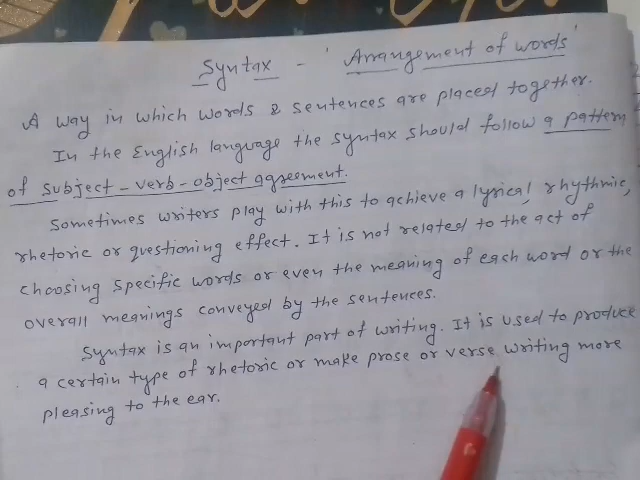 Syntax - 'Arrangement of words'
A way in which words & sentences are placed together.
In the English language the syntax should follow a pattern
of subject-verb-object agreement.
Sometimes writers play with this to achieve a lyrical, rhythmic,
rhetoric or questioning effect. It is not related to the act of
choosing specific words or even the meaning of each word or the
overall meanings conveyed by the sentences.
Syntax is an important part of writing. It is used to produce
a certain type of rhetoric or make prose or verse writing more
pleasing to the ear.